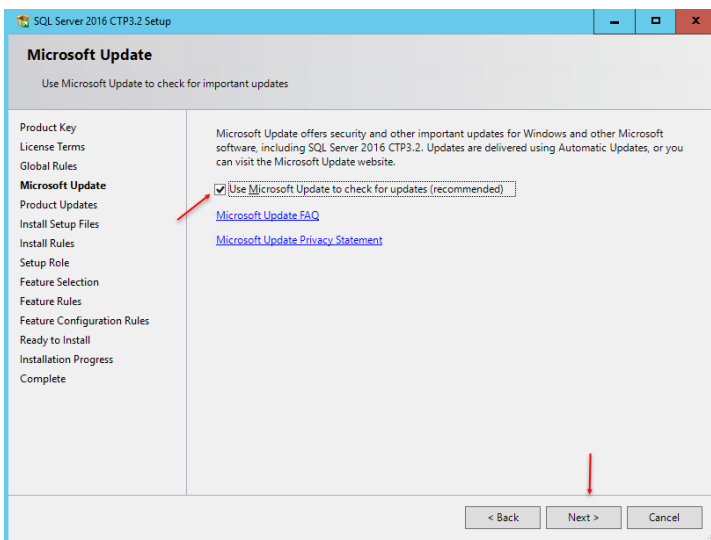 SQL Server 2016 CTP3.2 Setup
Microsoft Update
Use Microsoft Update to check for important updates
Product Key
License Terms
Global Rules
Microsoft Update
Product Updates
Install Setup Files
Install Rules
Setup Role
Feature Selection
Feature Rules
Feature Configuration Rules
Ready to Install
Installation Progress
Complete
Microsoft Update offers security and other important updates for Windows and other Microsoft
software, including SQL Server 2016 CTP3.2. Updates are delivered using Automatic Updates, or you
can visit the Microsoft Update website.
Use Microsoft Update to check for updates (recommended)
Microsoft Update FAQ
Microsoft Update Privacy Statement
< Back Next > Cancel